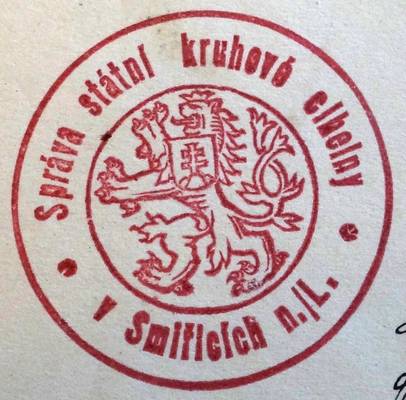 Správa státní kruhové cihelny
v Smiřicích n./L.